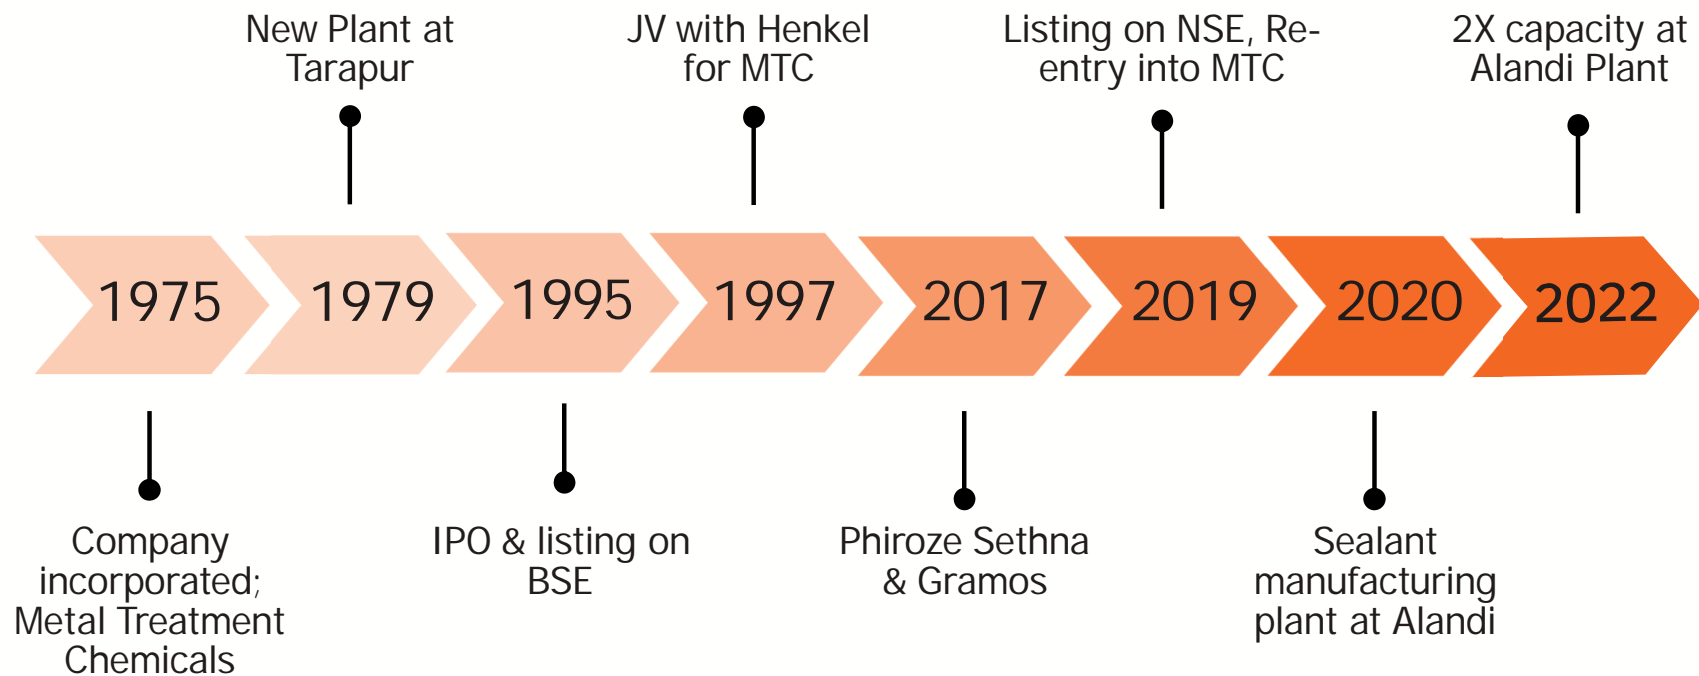 New Plant at
Tarapur
JV with Henkel
for MTC
Listing on NSE, Re-
entry into MTC
2X capacity at
Alandi Plant
1975
1979
1995
1997
2017
2019
2020
2022
Company
incorporated;
Metal Treatment
Chemicals
IPO & listing on
BSE
Phiroze Sethna
& Gramos
Sealant
manufacturing
plant at Alandi